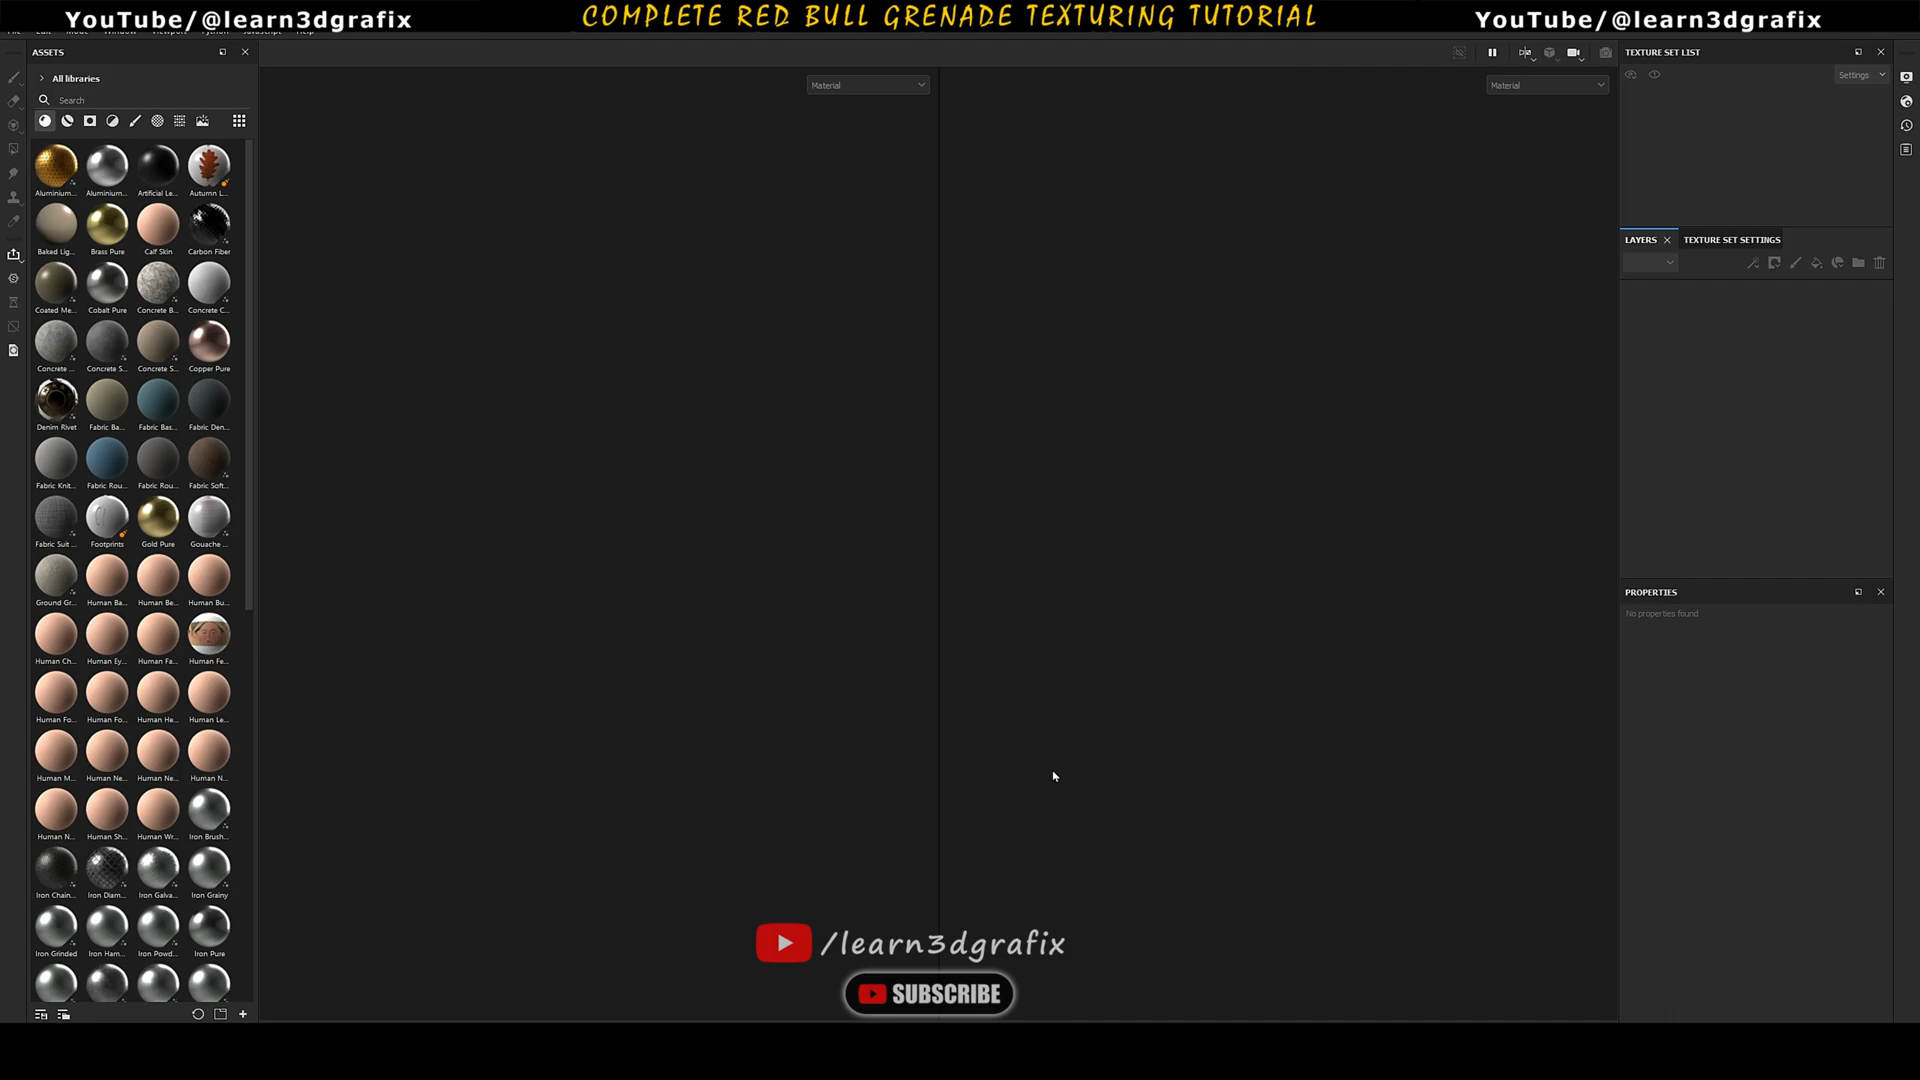 YouTube/@learn3dgrafix
COMPLETE RED BULL GRENADE TEXTURING TUTORIAL
YouTube/@learn3dgrafix
ASSETS
All libraries
Search
Aluminium... Aluminium... Artificial Le... Autumn L...
Baked Lig... Brass Pure Calf Skin Carbon Fiber
Coated Me... Cobalt Pure Concrete B... Concrete C...
Concrete ... Concrete S... Concrete S... Copper Pure
Denim Rivet Fabric Ba... Fabric Bas... Fabric Den...
Fabric Knit... Fabric Rou... Fabric Rou... Fabric Soft...
Fabric Suit ... Footprints Gold Pure Gouache ...
Ground Gr... Human Ba... Human Be... Human Bu...
Human Ch... Human Ey... Human Fa... Human Fe...
Human Fo... Human Fo... Human He... Human Le...
Human M... Human Ne... Human Ne... Human N...
Human N... Human Sh... Human Wr... Iron Brush...
Iron Chain... Iron Diam... Iron Galva... Iron Grainy
Iron Grinded Iron Ham... Iron Powd... Iron Pure
Material
Material
TEXTURE SET LIST
Settings
LAYERS
TEXTURE SET SETTINGS
PROPERTIES
No properties found
/learn3dgrafix
SUBSCRIBE